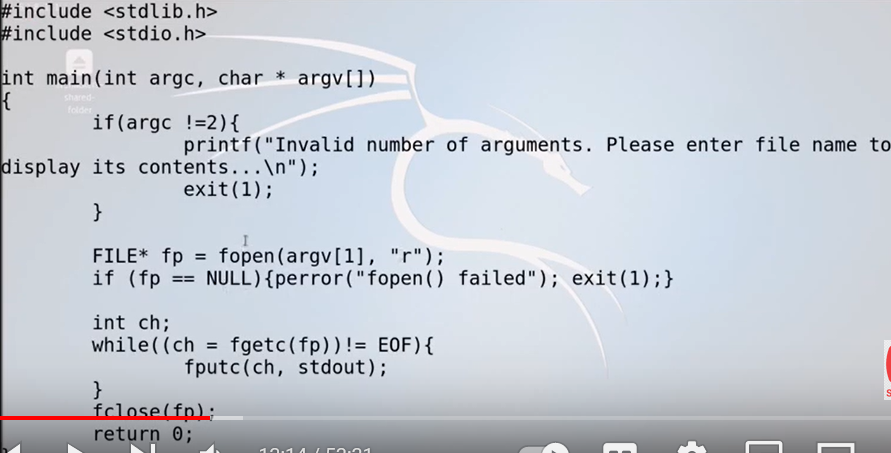 #include <stdlib.h>
#include <stdio.h>
shared-
folder
int main(int argc, char * argv[])
{
if(argc !=2){
printf("Invalid number of arguments. Please enter file name to
display its contents...\n");
exit(1);
}
FILE* fp = fopen(argv[1], "r");
if (fp == NULL){perror("fopen() failed"); exit(1);}
int ch;
while((ch = fgetc(fp))!= EOF){
fputc(ch, stdout);
}
fclose(fp);
return 0;